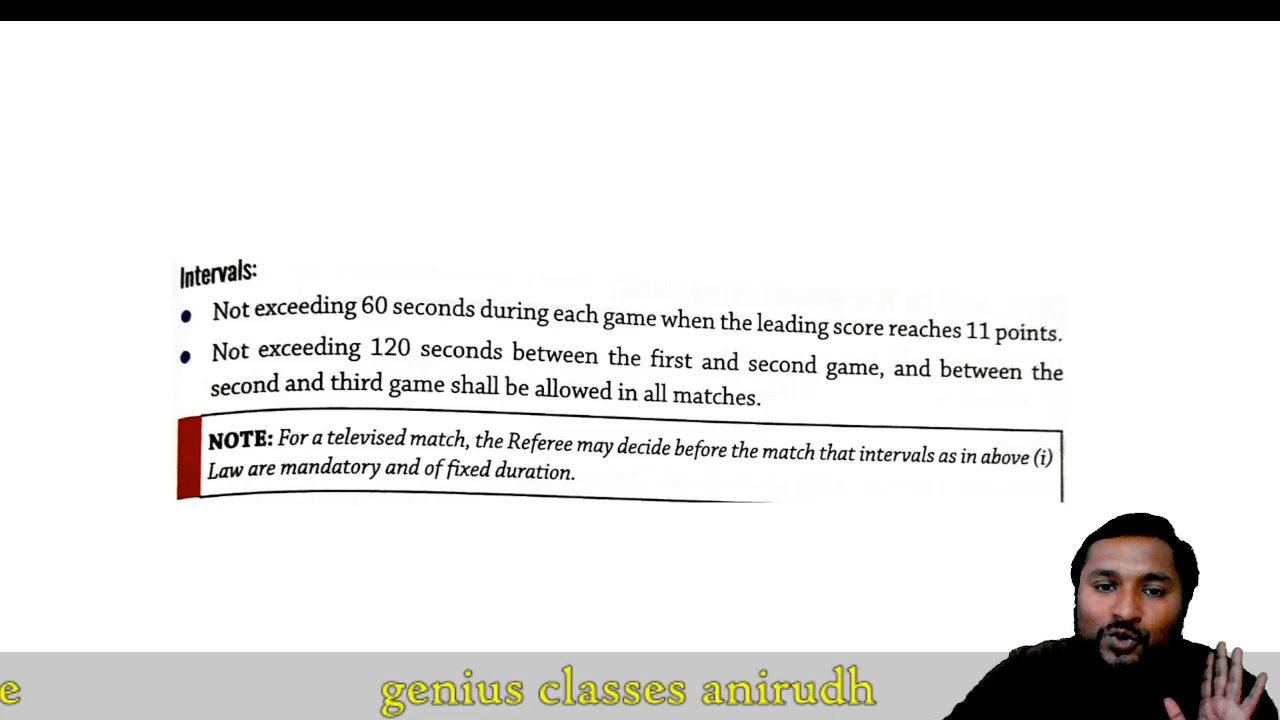 Intervals:
• Not exceeding 60 seconds during each game when the leading score reaches 11 points.
• Not exceeding 120 seconds between the first and second game, and between the
second and third game shall be allowed in all matches.
NOTE: For a televised match, the Referee may decide before the match that intervals as in above (i)
Law are mandatory and of fixed duration.
e genius classes anirudh